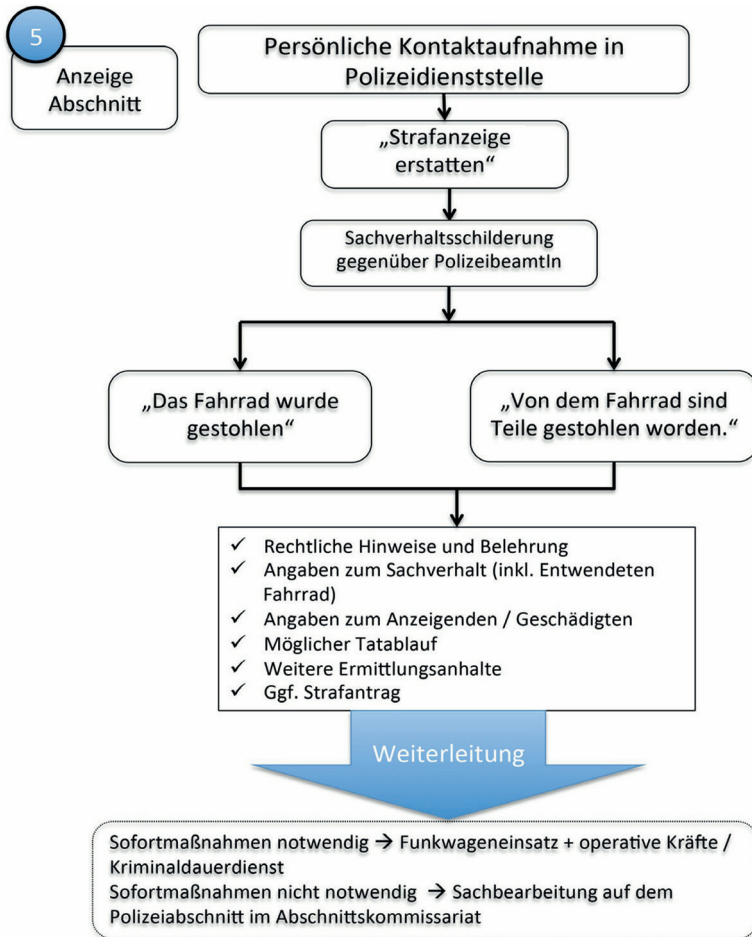 5
Anzeige
Abschnitt
Persönliche Kontaktaufnahme in
Polizeidienststelle
„Strafanzeige
erstatten“
Sachverhaltsschilderung
gegenüber PolizeibeamtIn
„Das Fahrrad wurde
gestohlen“
„Von dem Fahrrad sind
Teile gestohlen worden.“
✓ Rechtliche Hinweise und Belehrung
✓ Angaben zum Sachverhalt (inkl. Entwendeten
Fahrrad)
✓ Angaben zum Anzeigenden / Geschädigten
✓ Möglicher Tatablauf
✓ Weitere Ermittlungsanhalte
✓ Ggf. Strafantrag
Weiterleitung
Sofortmaßnahmen notwendig → Funkwageneinsatz + operative Kräfte /
Kriminaldauerdienst
Sofortmaßnahmen nicht notwendig → Sachbearbeitung auf dem
Polizeiabschnitt im Abschnittskommissariat